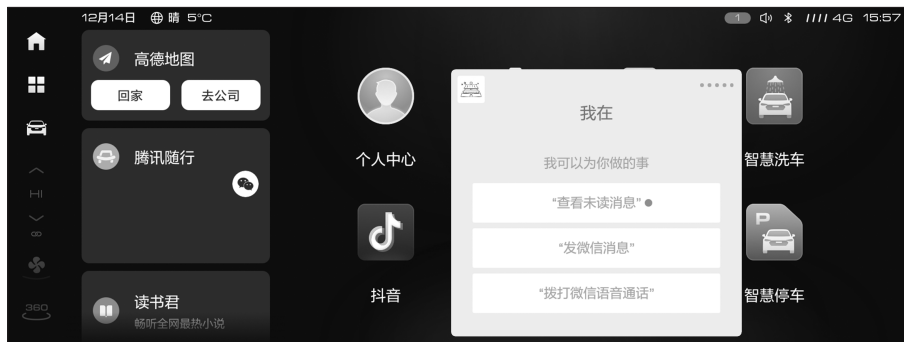 12月14日 晴 5°C
1 4G 15:57
高德地图
回家 去公司
腾讯随行
读书君
畅听全网最热小说
HI
360
个人中心
抖音
我在
我可以为你做的事
“查看未读消息”
“发微信消息”
“拨打微信语音通话”
智慧洗车
P
智慧停车